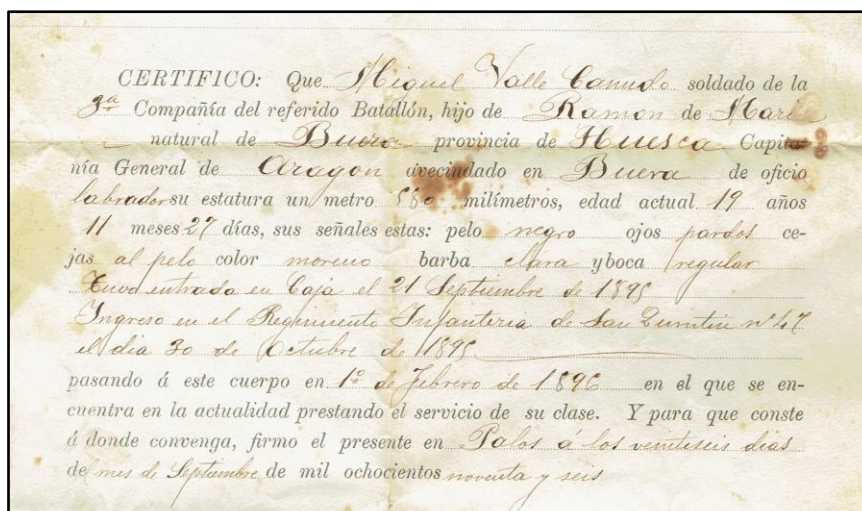 CERTIFICO: Que Miguel Valle Canudo soldado de la
3ª Compañía del referido Batallón, hijo de Ramon de Maria
natural de Buera provincia de Huesca Capita-
nía General de Aragon avecindado en Buera de oficio
labrador su estatura un metro 580 milímetros, edad actual 19 años
11 meses 27 días, sus señales estas: pelo negro ojos pardos ce-
jas al pelo color moreno barba clara y boca regular
Tuvo entrada en Caja el 21 Septiembre de 1895
Ingreso en el Regimiento Infanteria de San Quintin nº 47
el dia 30 de Octubre de 1895
pasando á este cuerpo en 1º de Febrero de 1896 en el que se en-
cuentra en la actualidad prestando el servicio de su clase. Y para que conste
á donde convenga, firmo el presente en Palos á los veintiseis dias
de mes de Septiembre de mil ochocientos noventa y seis